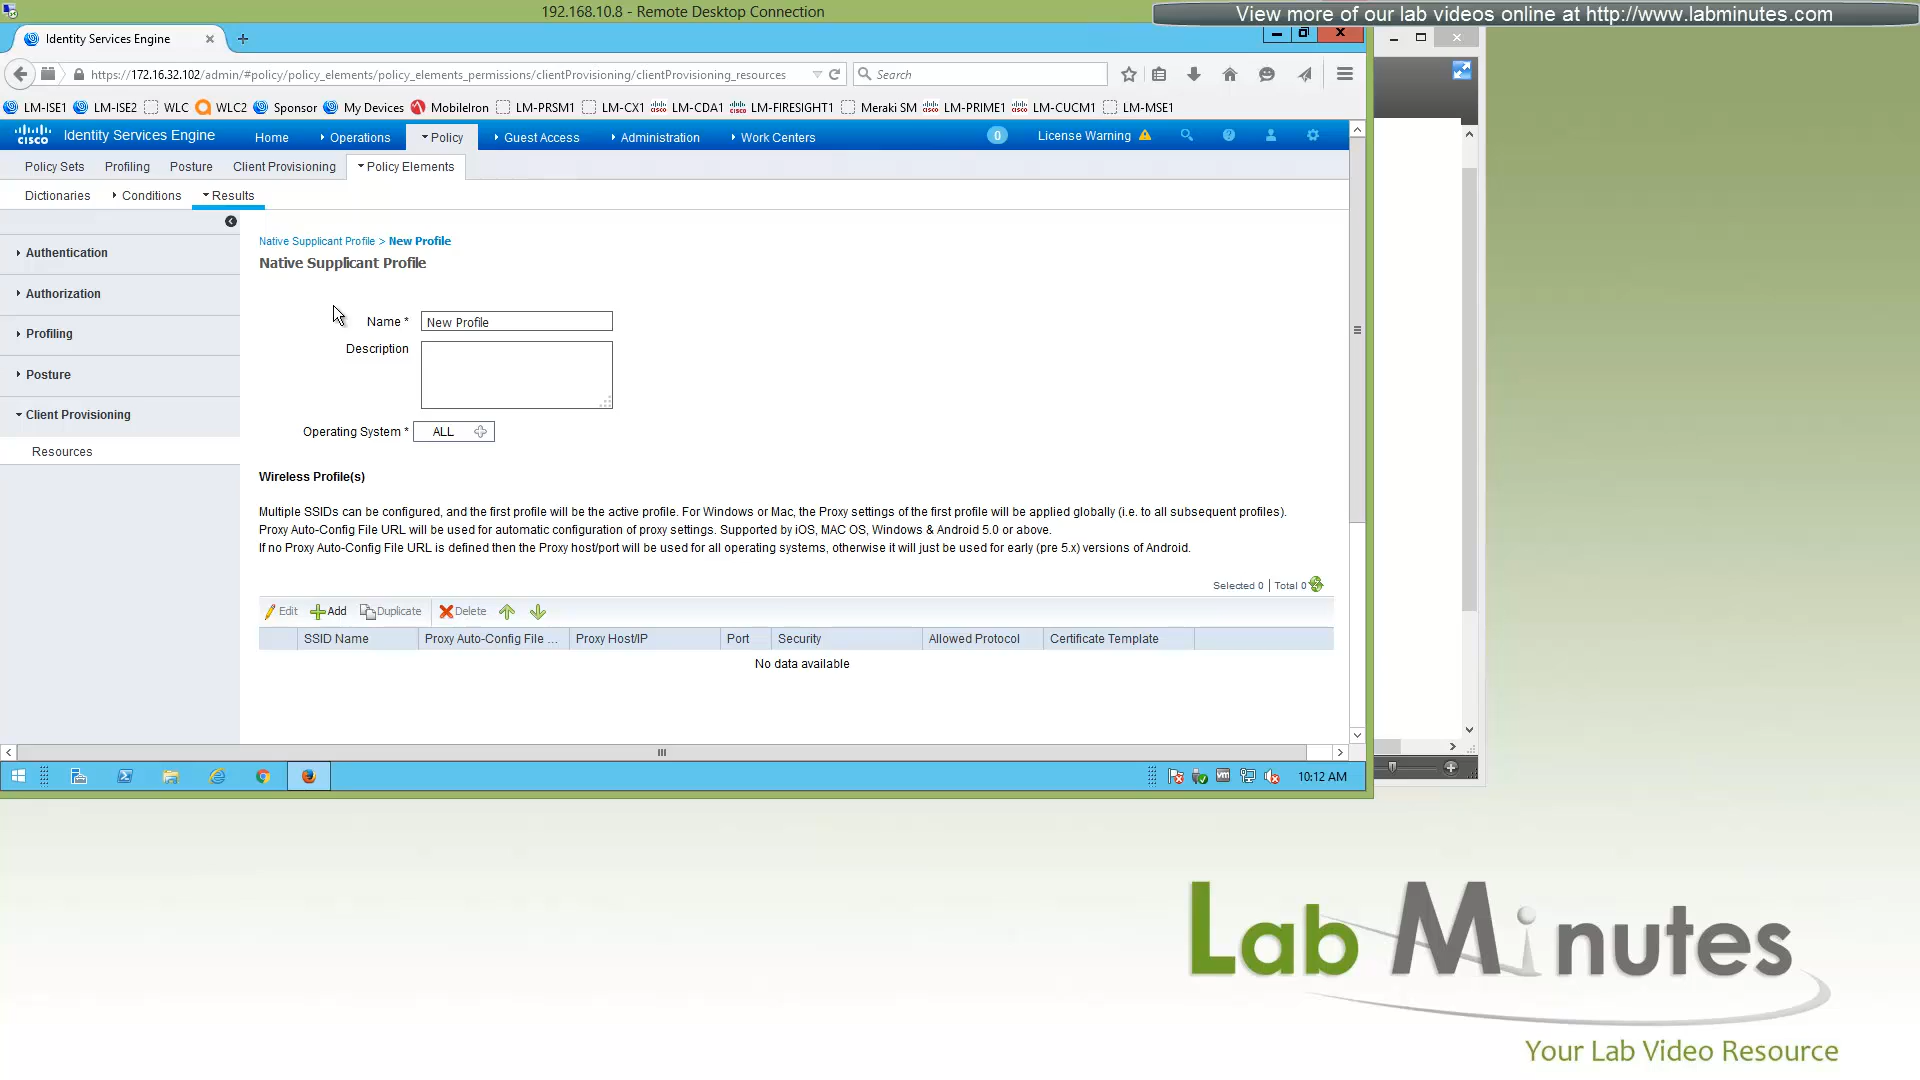 192.168.10.8 - Remote Desktop Connection
View more of our lab videos online at http://www.labminutes.com
Identity Services Engine
https://172.16.32.102/admin/#policy/policy_elements/policy_elements_permissions/clientProvisioning/clientProvisioning_resources
Search
LM-ISE1 LM-ISE2 WLC WLC2 Sponsor My Devices MobileIron LM-PRSM1 LM-CX1 LM-CDA1 LM-FIRESIGHT1 Meraki SM LM-PRIME1 LM-CUCM1 LM-MSE1
cisco Identity Services Engine Home Operations Policy Guest Access Administration Work Centers 0 License Warning
Policy Sets Profiling Posture Client Provisioning Policy Elements
Dictionaries Conditions Results
Authentication
Authorization
Profiling
Posture
Client Provisioning
Resources
Native Supplicant Profile > New Profile
Native Supplicant Profile
Name * New Profile
Description
Operating System * ALL
Wireless Profile(s)
Multiple SSIDs can be configured, and the first profile will be the active profile. For Windows or Mac, the Proxy settings of the first profile will be applied globally (i.e. to all subsequent profiles).
Proxy Auto-Config File URL will be used for automatic configuration of proxy settings. Supported by iOS, MAC OS, Windows & Android 5.0 or above.
If no Proxy Auto-Config File URL is defined then the Proxy host/port will be used for all operating systems, otherwise it will just be used for early (pre 5.x) versions of Android.
Selected 0 | Total 0
Edit Add Duplicate Delete
SSID Name Proxy Auto-Config File ... Proxy Host/IP Port Security Allowed Protocol Certificate Template
No data available
10:12 AM
Lab Minutes
Your Lab Video Resource